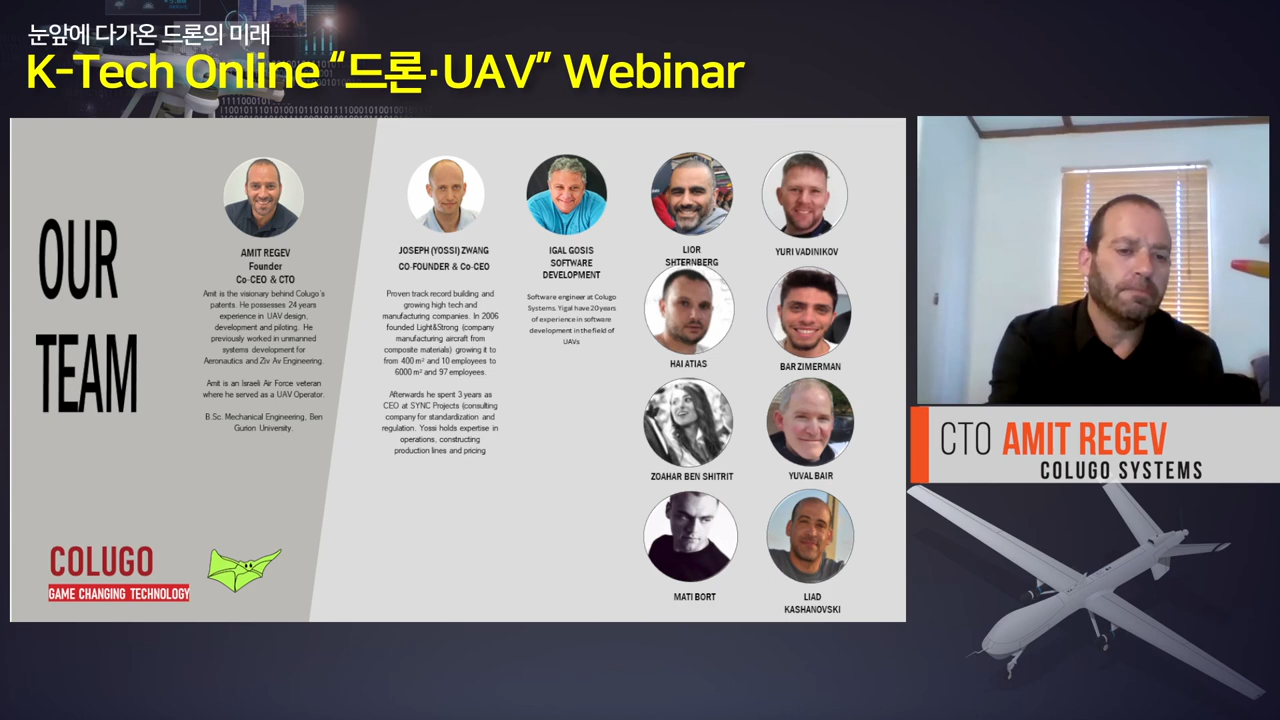 눈앞에 다가온 드론의 미래
K-Tech Online “드론·UAV” Webinar
1111000101
1100101110101001011010111100010100100101
OUR
TEAM
AMIT REGEV
Founder
Co-CEO & CTO
Amit is the visionary behind Colugo's
patents. He possesses 24 years
experience in UAV design,
development and piloting. He
previously worked in unmanned
systems development for
Aeronautics and Ziv Av Engineering.
Amit is an Israeli Air Force veteran
where he served as a UAV Operator.
B.Sc. Mechanical Engineering, Ben
Gurion University.
JOSEPH (YOSSI) ZWANG
CO-FOUNDER & Co-CEO
Proven track record building and
growing high tech and
manufacturing companies. In 2006
founded Light&Strong (company
manufacturing aircraft from
composite materials) growing it to
from 400 m² and 10 employees to
6000 m² and 97 employees.
Afterwards he spent 3 years as
CEO at SYNC Projects (consulting
company for standardization and
regulation. Yossi holds expertise in
operations, constructing
production lines and pricing
IGAL GOSIS
SOFTWARE
DEVELOPMENT
Software engineer at Colugo
Systems. Yigal have 20 years
of experience in software
development in the field of
UAVs
LIOR
SHTERNBERG
YURI VADINIKOV
HAI ATIAS
BAR ZIMERMAN
ZOAHAR BEN SHITRIT
YUVAL BAIR
MATI BORT
LIAD
KASHANOVSKI
COLUGO
GAME CHANGING TECHNOLOGY
CTO AMIT REGEV
COLUGO SYSTEMS